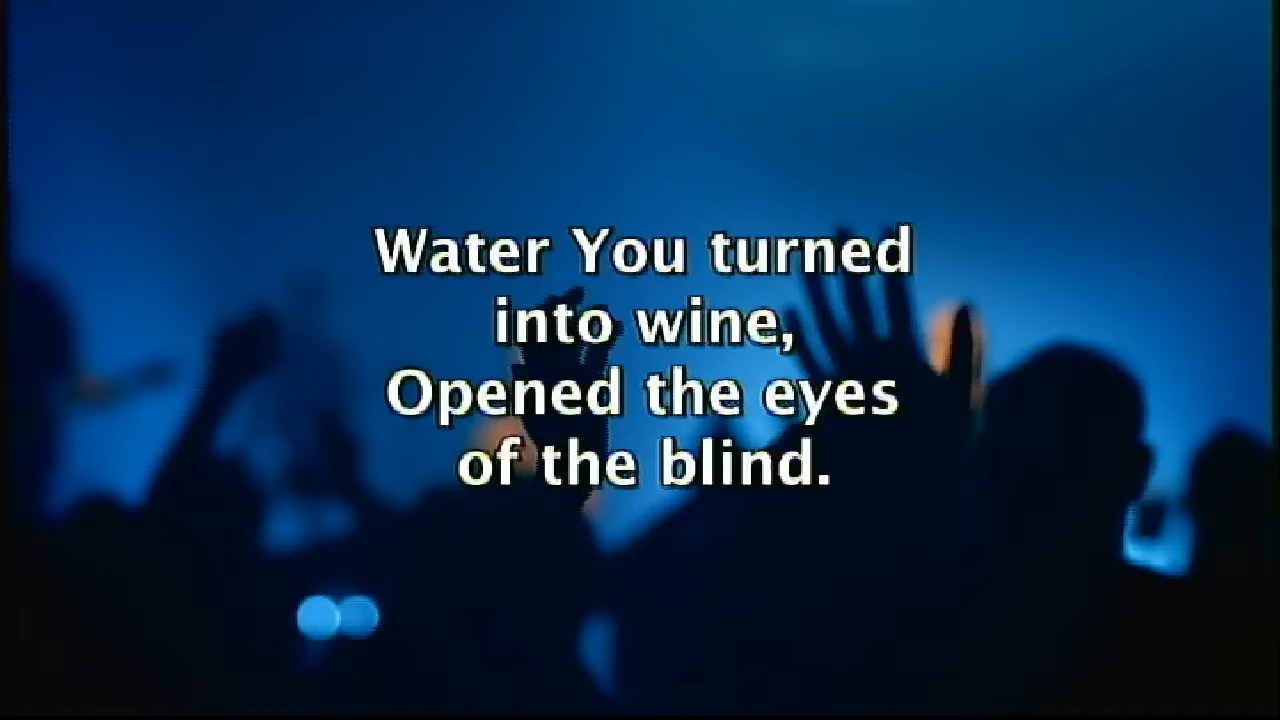 Water You turned
into wine,
Opened the eyes
of the blind.